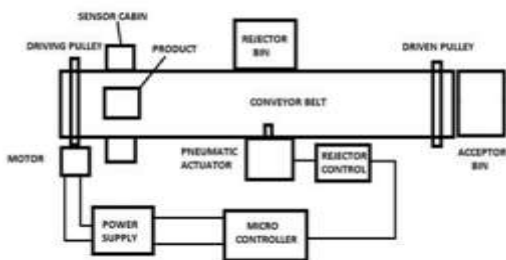 SENSOR CABIN
DRIVING PULLEY
PRODUCT
REJECTOR
BIN
DRIVEN PULLEY
CONVEYOR BELT
MOTOR
PNEUMATIC
ACTUATOR
REJECTOR
CONTROL
ACCEPTOR
BIN
POWER
SUPPLY
MICRO
CONTROLLER